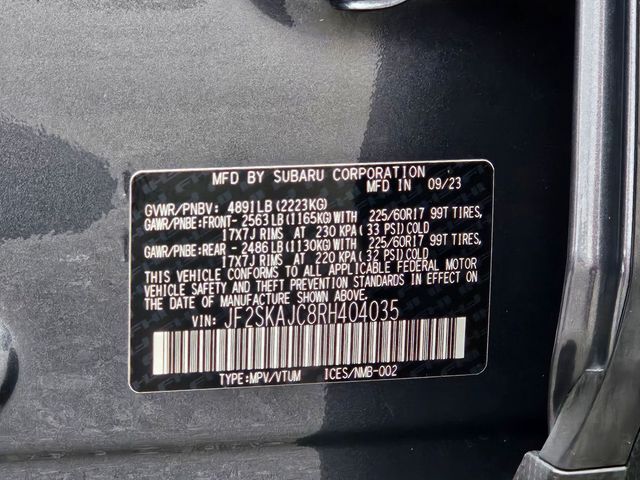 MFD BY SUBARU CORPORATION
MFD IN 09/23
GVWR/PNBV: 4891LB(2223KG)
GAWR/PNBE:FRONT- 2563LB(1165KG)WITH 225/60R17 99T TIRES,
17X7J RIMS AT 230 KPA(33 PSI)COLD
GAWR/PNBE:REAR - 2486LB(1130KG)WITH 225/60R17 99T TIRES,
17X7J RIMS AT 220 KPA(32 PSI)COLD
THIS VEHICLE CONFORMS TO ALL APPLICABLE FEDERAL MOTOR
VEHICLE SAFETY AND THEFT PREVENTION STANDARDS IN EFFECT
ON THE DATE OF MANUFACTURE SHOWN ABOVE.
VIN: JF2SKAJC8RH404035
TYPE:MPV/VTUM ICES/NMB-002